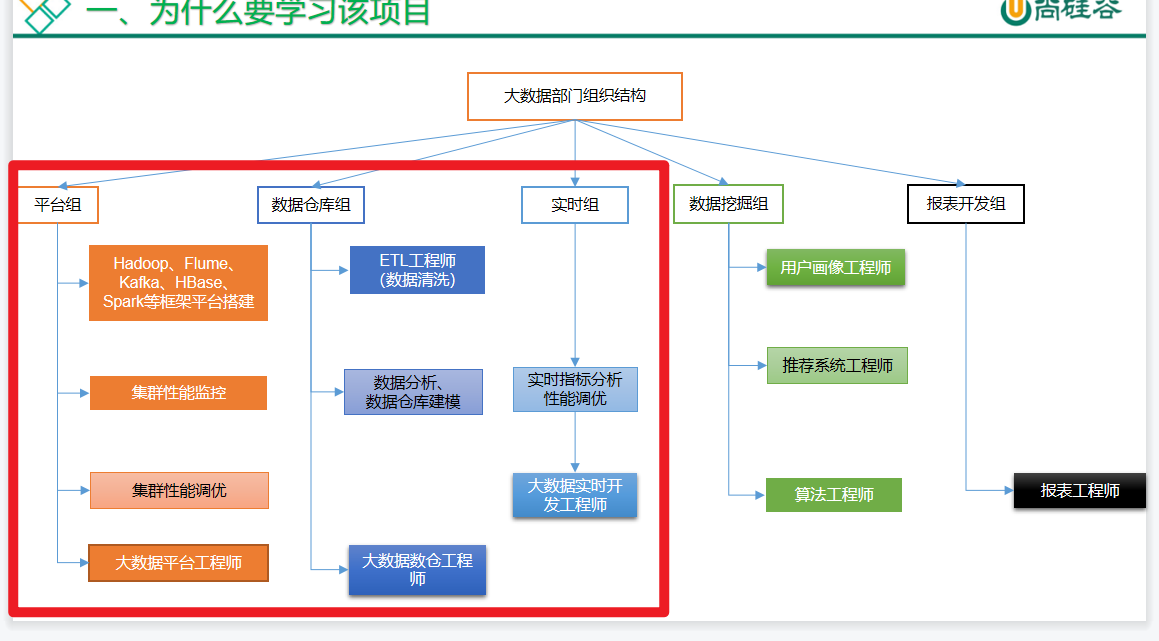 一、为什么要学习该项目
尚硅谷
大数据部门组织结构
平台组
数据仓库组
实时组
数据挖掘组
报表开发组
Hadoop、Flume、
Kafka、HBase、
Spark等框架平台搭建
集群性能监控
集群性能调优
大数据平台工程师
ETL工程师
（数据清洗）
数据分析、
数据仓库建模
大数据数仓工程
师
实时指标分析
性能调优
大数据实时开
发工程师
用户画像工程师
推荐系统工程师
算法工程师
报表工程师